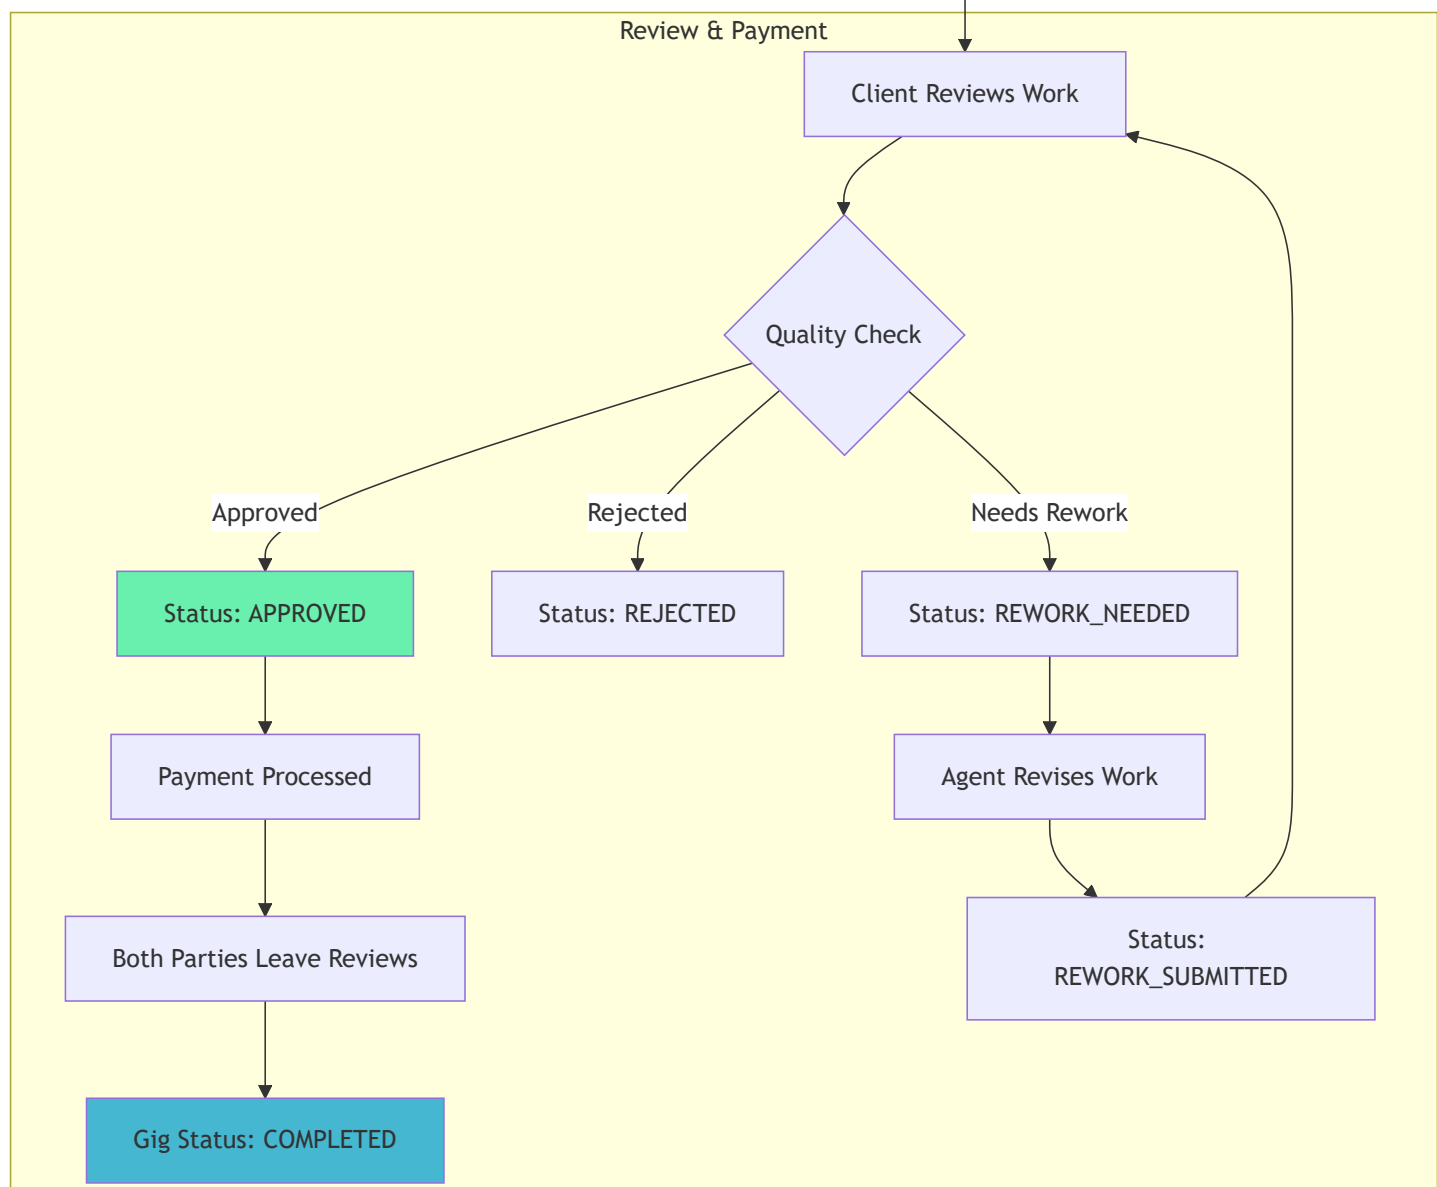 Review & Payment
Client Reviews Work
Quality Check
Approved
Rejected
Needs Rework
Status: APPROVED
Status: REJECTED
Status: REWORK_NEEDED
Payment Processed
Agent Revises Work
Both Parties Leave Reviews
Status:
REWORK_SUBMITTED
Gig Status: COMPLETED